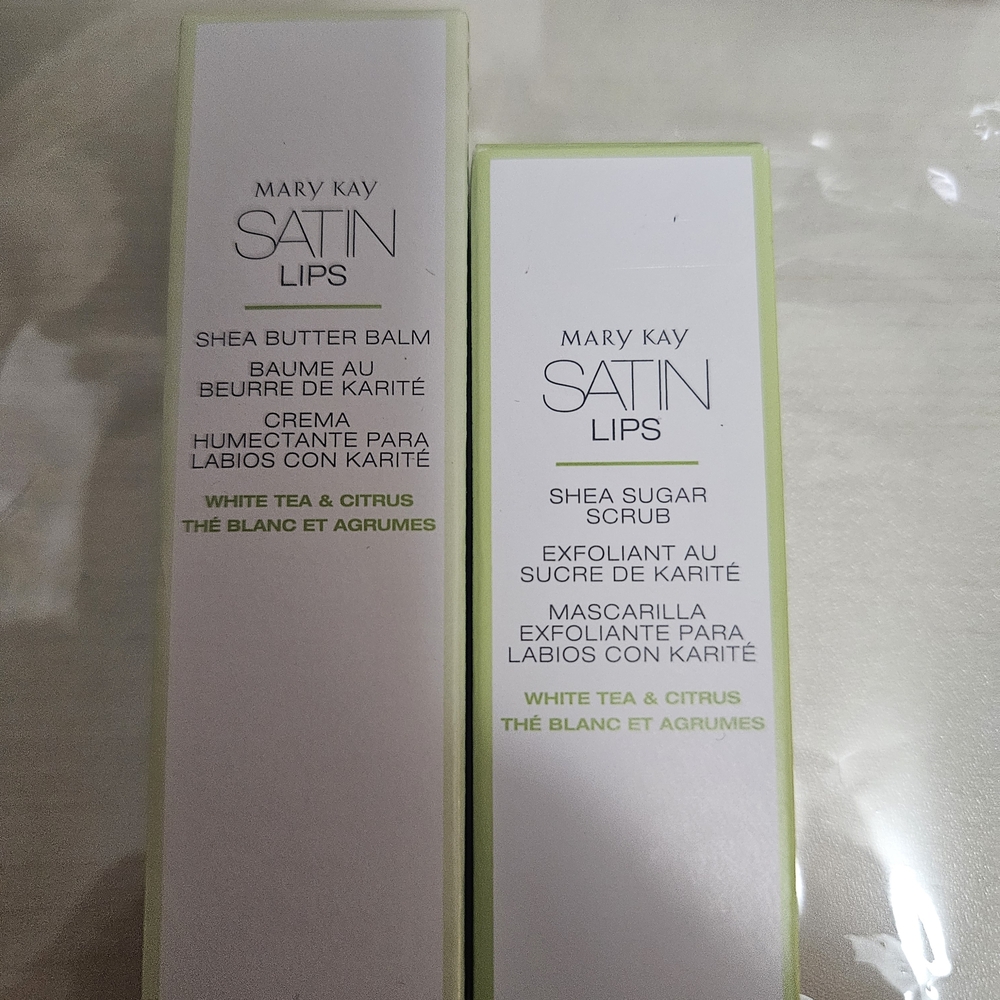 MARY KAY
SATIN
LIPS
SHEA BUTTER BALM
BAUME AU
BEURRE DE KARITÉ
CREMA
HUMECTANTE PARA
LABIOS CON KARITÉ
WHITE TEA & CITRUS
THÉ BLANC ET AGRUMES
MARY KAY
SATIN
LIPS
SHEA SUGAR
SCRUB
EXFOLIANT AU
SUCRE DE KARITÉ
MASCARILLA
EXFOLIANTE PARA
LABIOS CON KARITÉ
WHITE TEA & CITRUS
THÉ BLANC ET AGRUMES